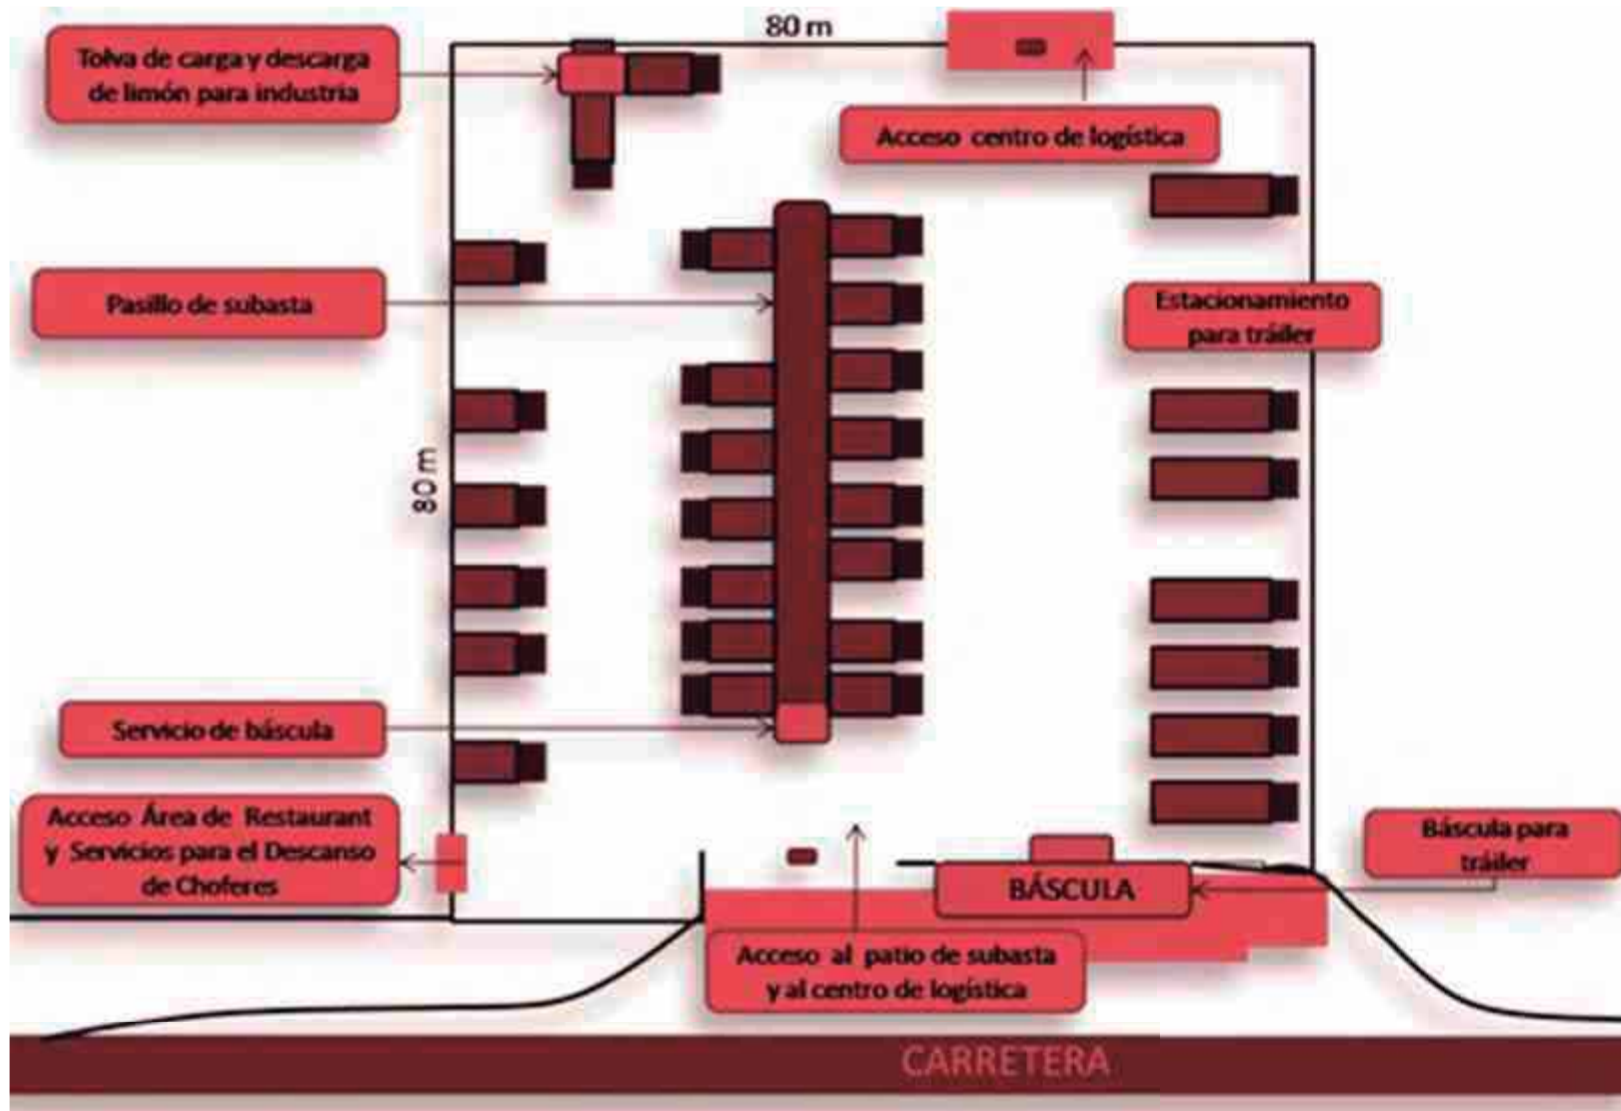 80 m
Tolva de carga y descarga
de limón para industria
Acceso centro de logística
Pasillo de subasta
Estacionamiento
para tráiler
80 m
Servicio de báscula
Acceso Área de Restaurant
y Servicios para el Descanso
de Choferes
Báscula para
tráiler
BÁSCULA
Acceso al patio de subasta
y al centro de logística
CARRETERA